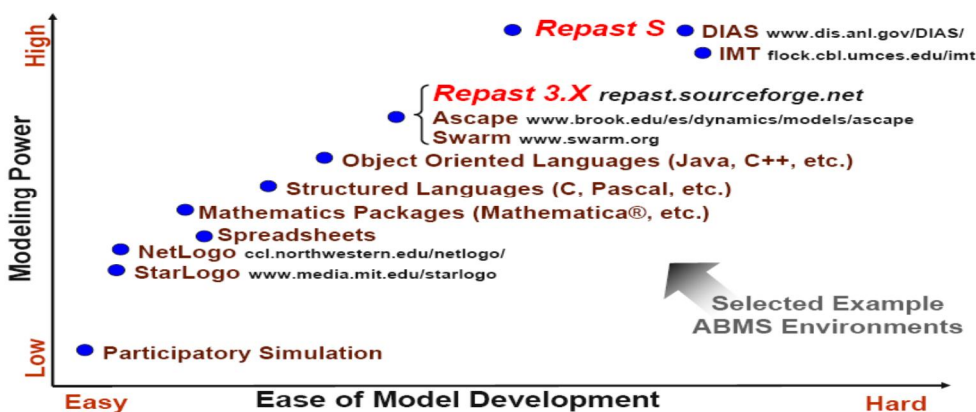 High
Modeling Power
Low
Repast S
DIAS www.dis.anl.gov/DIAS/
IMT flock.cbl.umces.edu/imt
Repast 3.X repast.sourceforge.net
Ascape www.brook.edu/es/dynamics/models/ascape
Swarm www.swarm.org
Object Oriented Languages (Java, C++, etc.)
Structured Languages (C, Pascal, etc.)
Mathematics Packages (Mathematica®, etc.)
Spreadsheets
NetLogo ccl.northwestern.edu/netlogo/
StarLogo www.media.mit.edu/starlogo
Selected Example
ABMS Environments
Participatory Simulation
Easy
Ease of Model Development
Hard